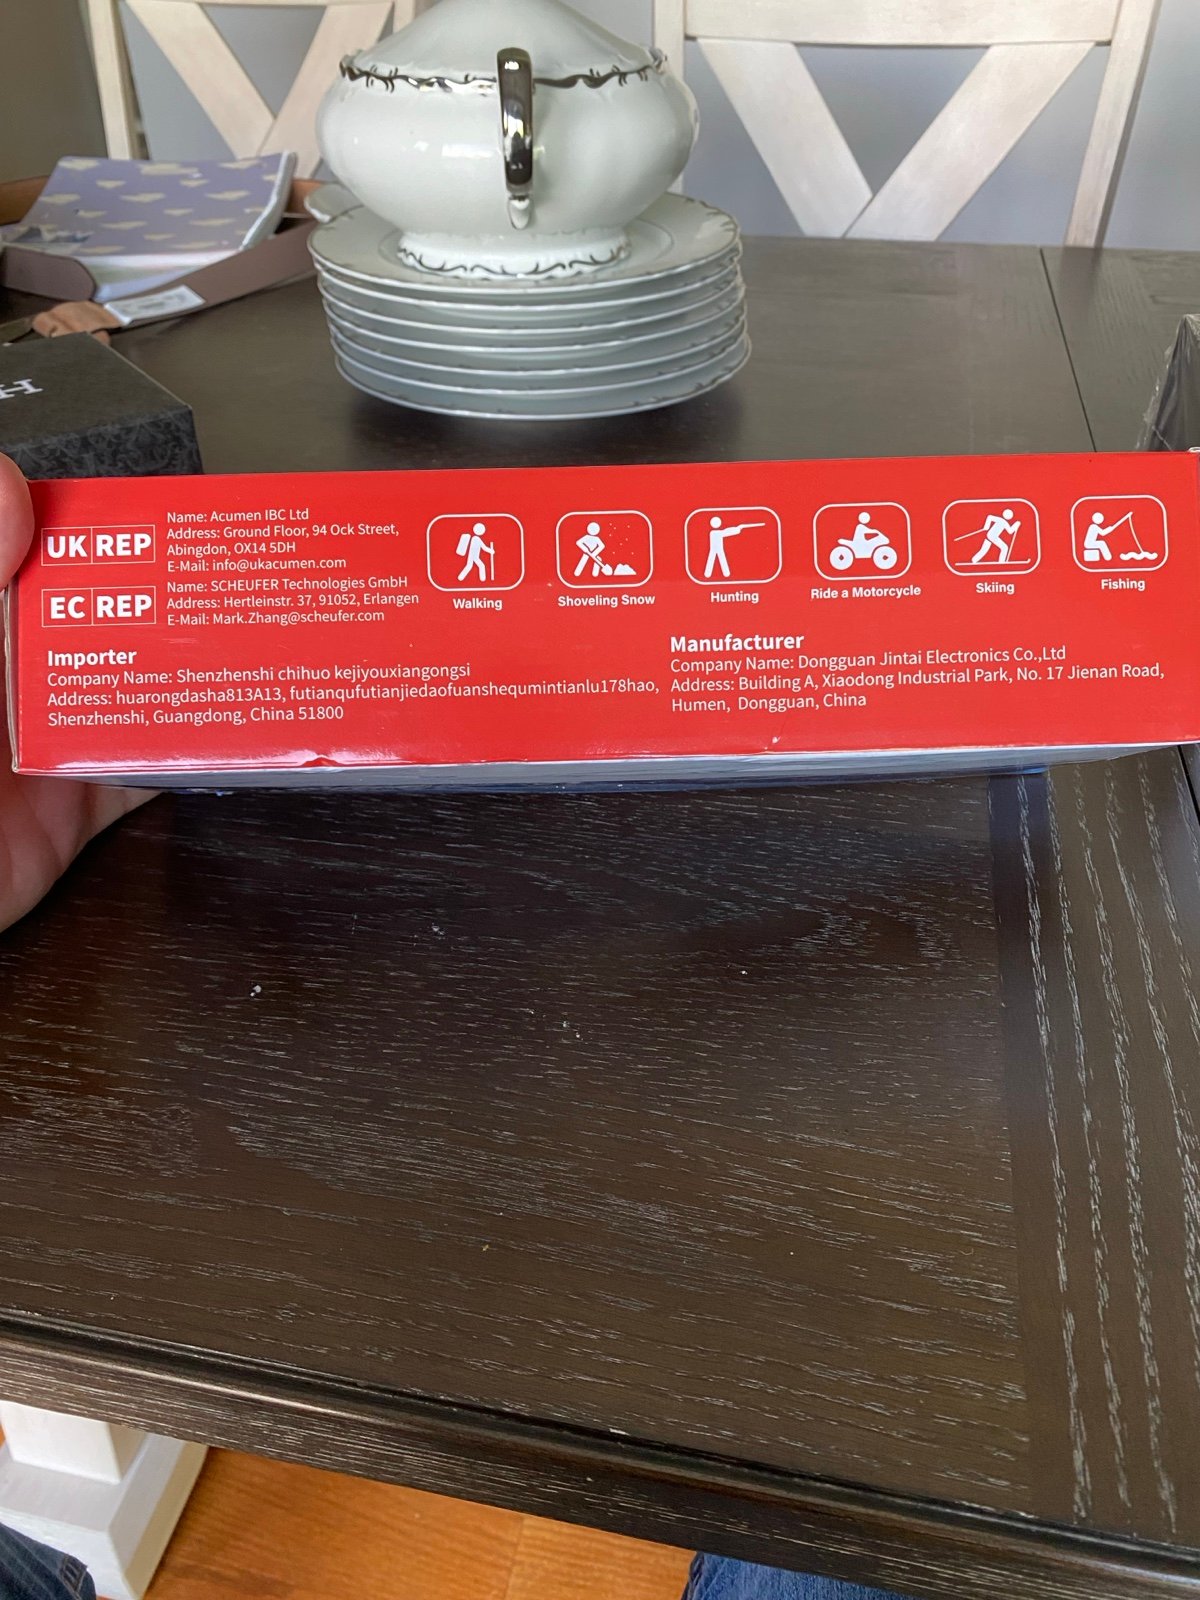 UK REP
Name: Acumen IBC Ltd
Address: Ground Floor, 94 Ock Street,
Abingdon, OX14 5DH
E-Mail: info@ukacumen.com
EC REP
Name: SCHEUFER Technologies GmbH
Address: Hertleinstr. 37, 91052, Erlangen
E-Mail: Mark.Zhang@scheufer.com
Walking
Shoveling Snow
Hunting
Ride a Motorcycle
Skiing
Fishing
Importer
Company Name: Shenzhenshi chihuo kejiyouxiangongsi
Address: huarongdasha813A13, futianqufutianjiedaofuanshequmintianlu178hao,
Shenzhenshi, Guangdong, China 51800
Manufacturer
Company Name: Dongguan Jintai Electronics Co.,Ltd
Address: Building A, Xiaodong Industrial Park, No. 17 Jienan Road,
Humen, Dongguan, China